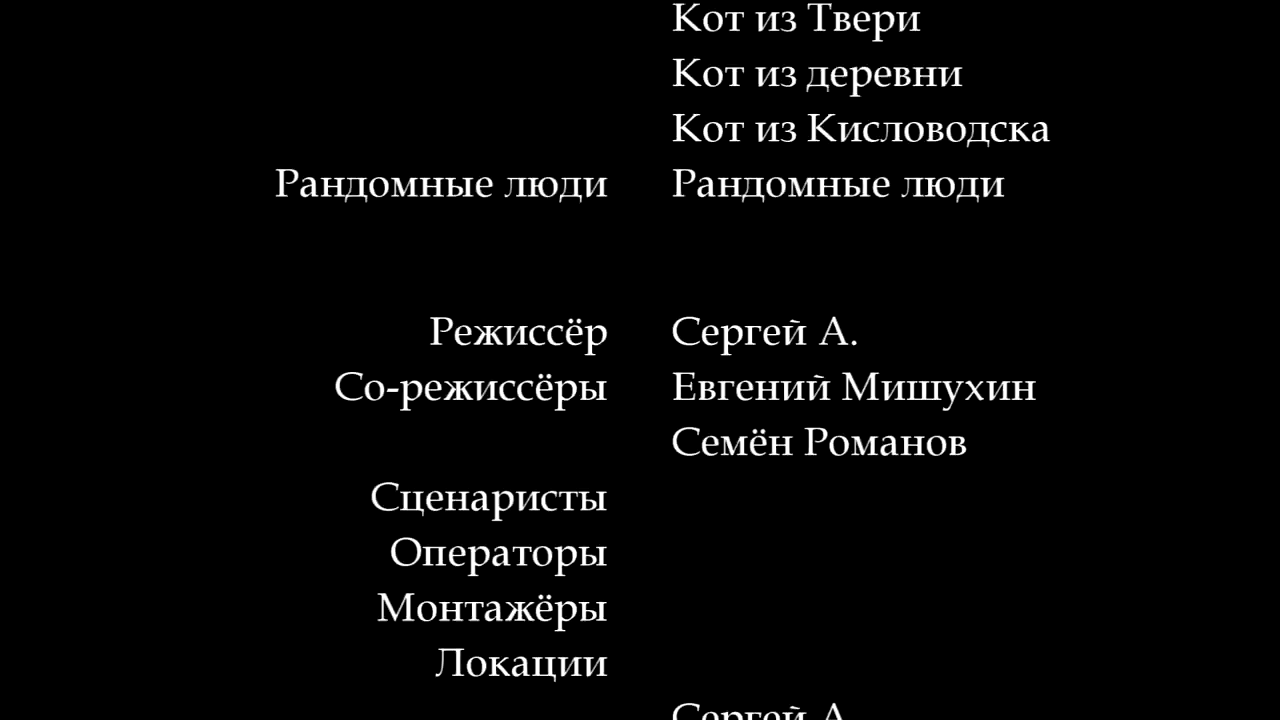 Кот из Твери
Кот из деревни
Кот из Кисловодска
Рандомные люди Рандомные люди
Режиссёр Сергей А.
Со-режиссёры Евгений Мишухин
Семён Романов
Сценаристы
Операторы
Монтажёры
Локации
Сергей А.